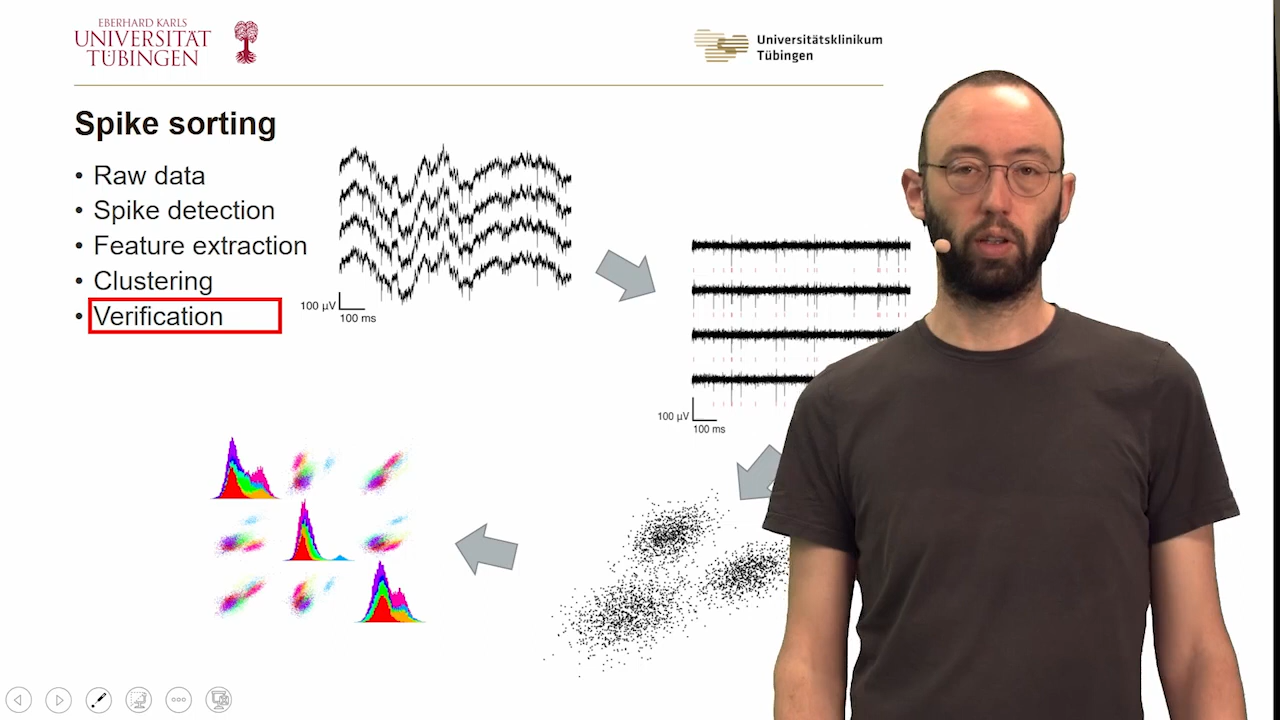 EBERHARD KARLS
UNIVERSITÄT
TÜBINGEN
Universitätsklinikum
Tübingen
Spike sorting
• Raw data
• Spike detection
• Feature extraction
• Clustering
• Verification
100 µV
100 ms
100 µV
100 ms